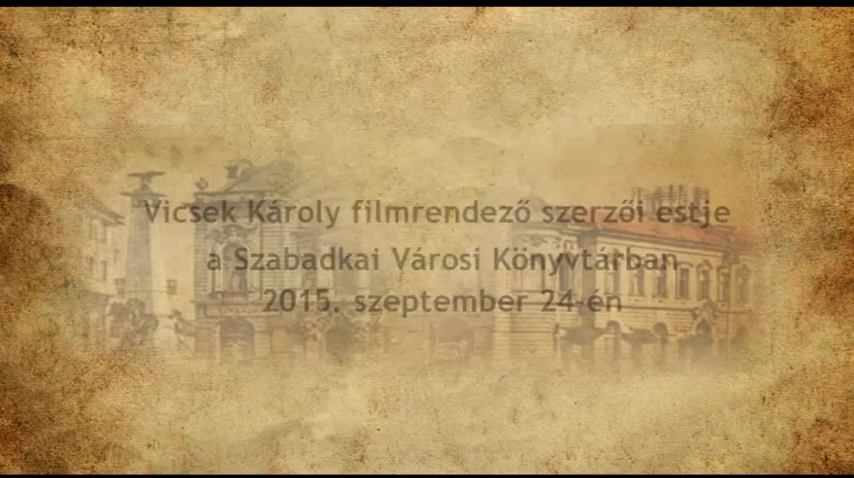 Vicsek Károly filmrendező szerzői estje
a Szabadkai Városi Könyvtárban
2015. szeptember 24-én